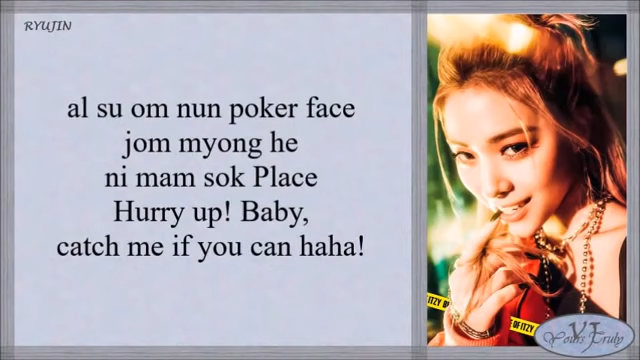 RYUJIN
al su om nun poker face
jom myong he
ni mam sok Place
Hurry up! Baby,
catch me if you can haha!
ITZY
OF ITZY
Yours Truly